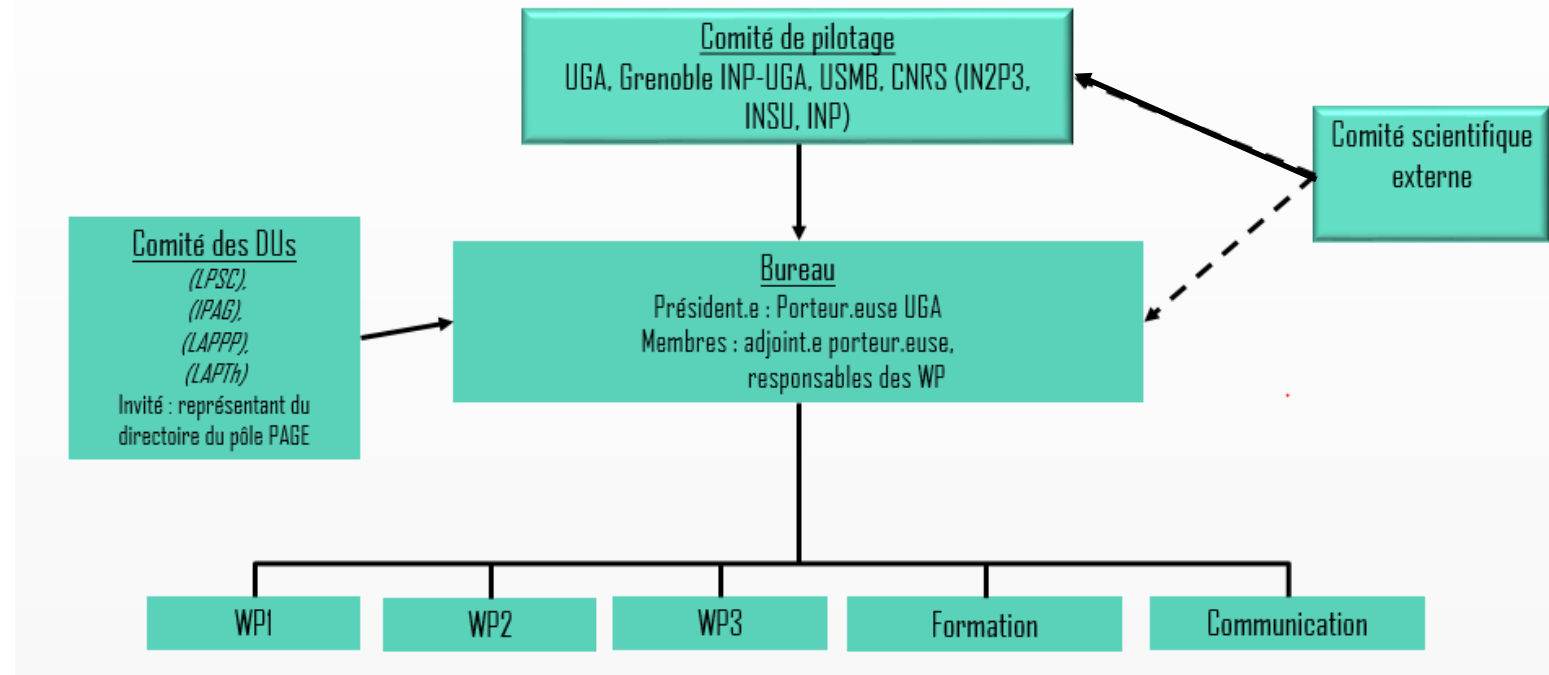 Comité de pilotage
UGA, Grenoble INP-UGA, USMB, CNRS (IN2P3,
INSU, INP)
Comité scientifique
externe
Comité des DUs
(LPSC),
(IPAG),
(LAPPP),
(LAPTh)
Invité : représentant du
directoire du pôle PAGE
Bureau
Président.e : Porteur.euse UGA
Membres : adjoint.e porteur.euse,
responsables des WP
WP1
WP2
WP3
Formation
Communication